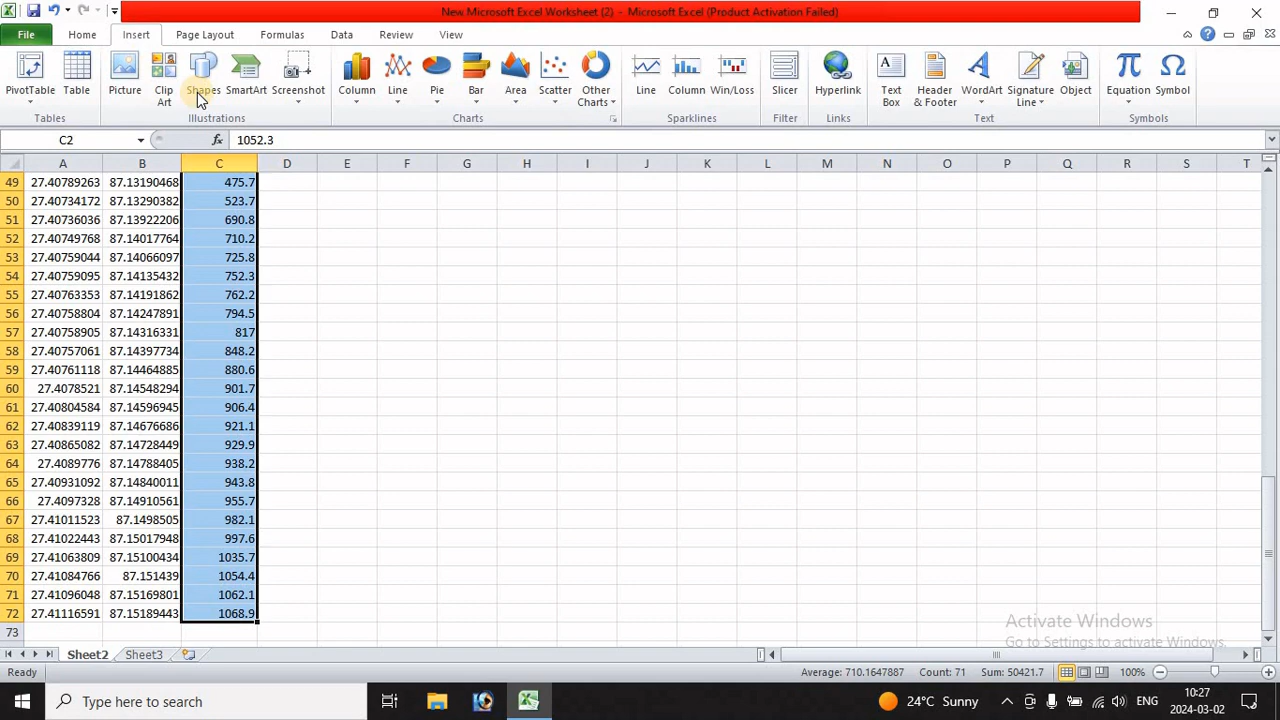 New Microsoft Excel Worksheet (2) - Microsoft Excel (Product Activation Failed)
File Home Insert Page Layout Formulas Data Review View
PivotTable Table Picture Clip Art Shapes SmartArt Screenshot Column Line Pie Bar Area Scatter Other Charts Line Column Win/Loss Slicer Hyperlink Text Box Header & Footer WordArt Signature Line Object Equation Symbol
Tables Illustrations Charts Sparklines Filter Links Text Symbols
C2 fx 1052.3
A B C D E F G H I J K L M N O P Q R S T
49 27.40789263 87.13190468 475.7
50 27.40734172 87.13290382 523.7
51 27.40736036 87.13922206 690.8
52 27.40749768 87.14017764 710.2
53 27.40759044 87.14066097 725.8
54 27.40759095 87.14135432 752.3
55 27.40763353 87.14191862 762.2
56 27.40758804 87.14247891 794.5
57 27.40758905 87.14316331 817
58 27.40757061 87.14397734 848.2
59 27.40761118 87.14464885 880.6
60 27.4078521 87.14548294 901.7
61 27.40804584 87.14596945 906.4
62 27.40839119 87.14676686 921.1
63 27.40865082 87.14728449 929.9
64 27.4089776 87.14788405 938.2
65 27.40931092 87.14840011 943.8
66 27.4097328 87.14910561 955.7
67 27.41011523 87.1498505 982.1
68 27.41022443 87.15017948 997.6
69 27.41063809 87.15100434 1035.7
70 27.41084766 87.151439 1054.4
71 27.41096048 87.15169801 1062.1
72 27.41116591 87.15189443 1068.9
73
Activate Windows
Go to Settings to activate Windows.
Sheet2 Sheet3
Ready Average: 710.1647887 Count: 71 Sum: 50421.7 100%
Type here to search 24°C Sunny ENG 10:27
2024-03-02